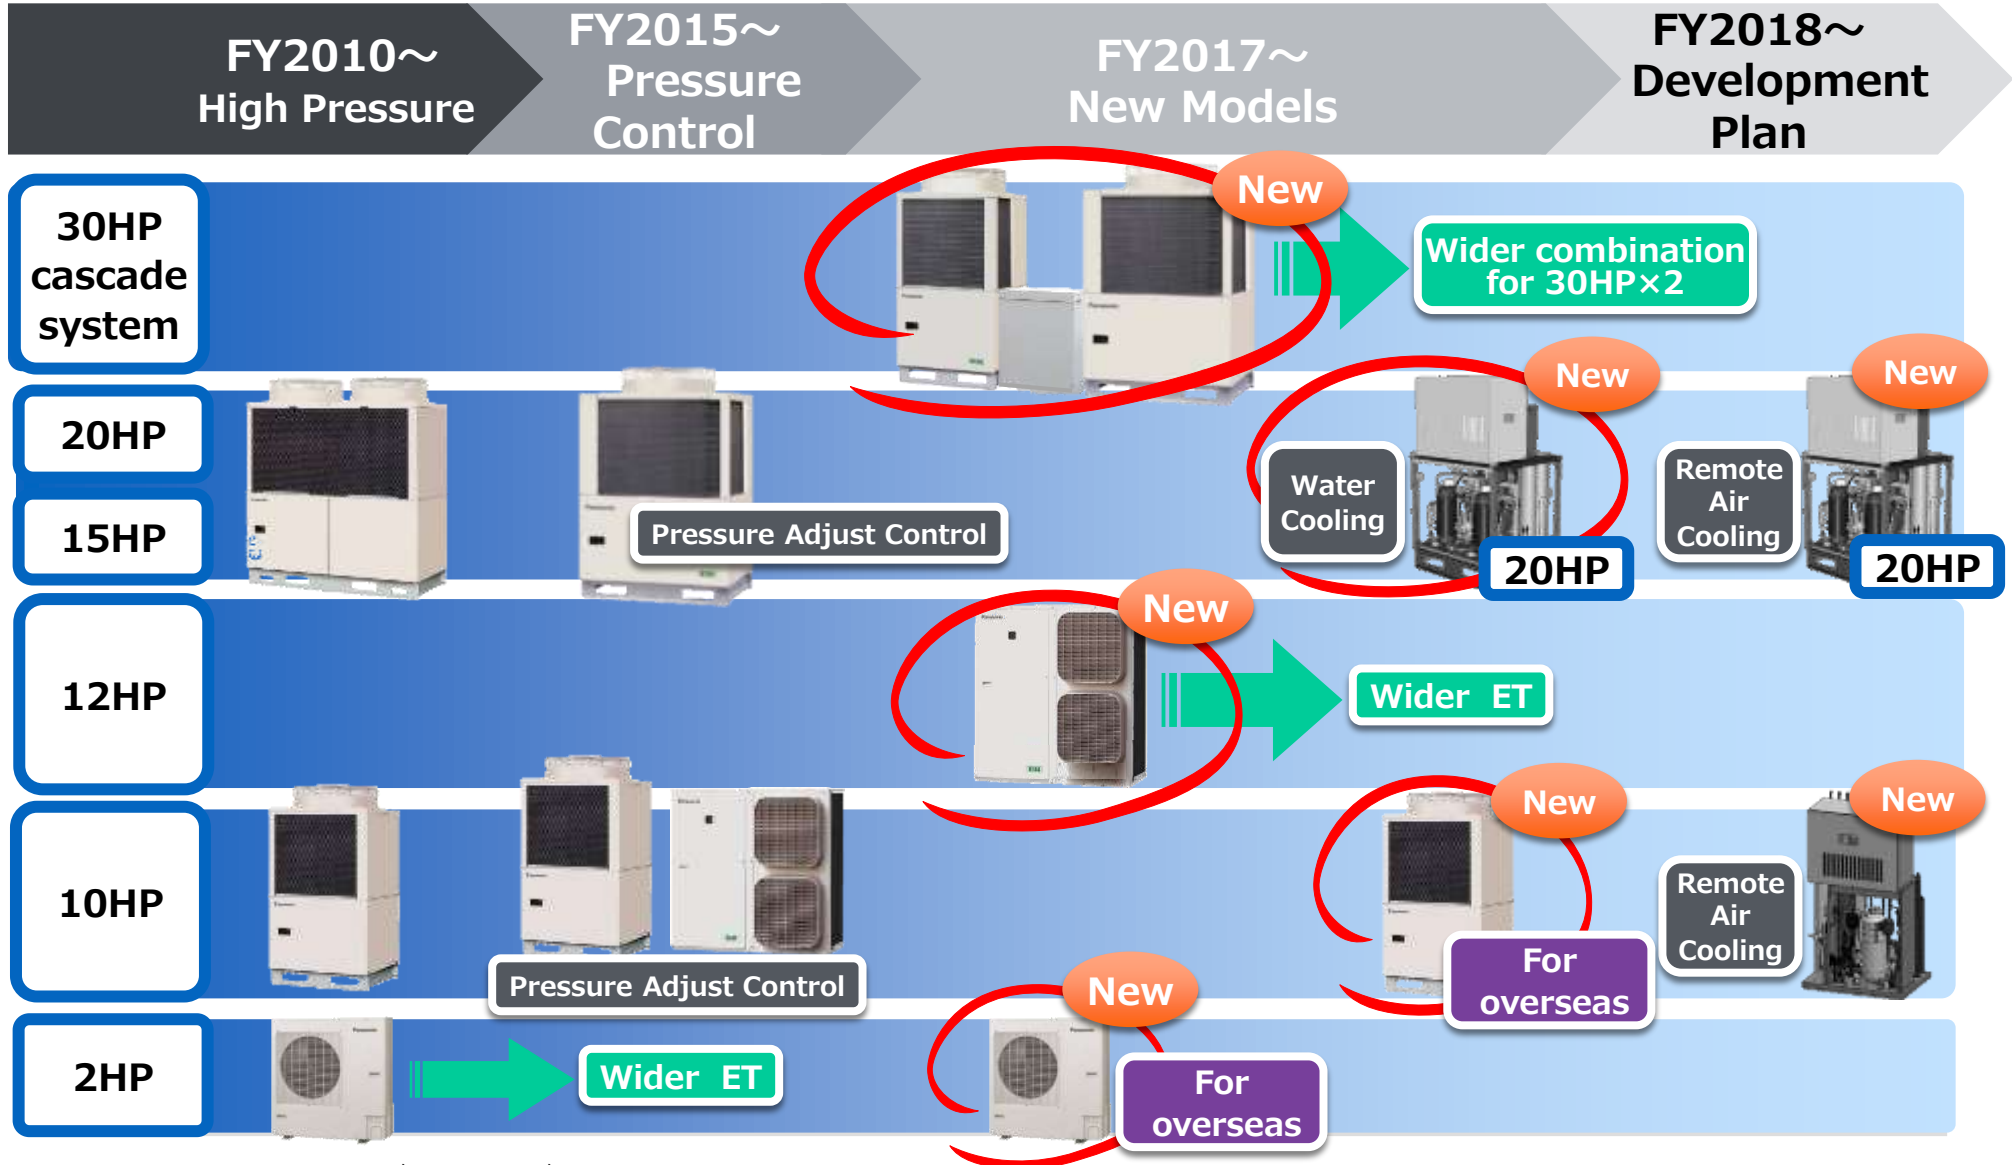 FY2010～
High Pressure
FY2015～
Pressure
Control
FY2017～
New Models
FY2018～
Development
Plan
30HP
cascade
system
New
Wider combination
for 30HP×2
20HP
15HP
Pressure Adjust Control
Water
Cooling
New
20HP
Remote
Air
Cooling
New
20HP
12HP
New
Wider ET
10HP
Pressure Adjust Control
New
For
overseas
Remote
Air
Cooling
New
2HP
Wider ET
Panasonic
New
For
overseas